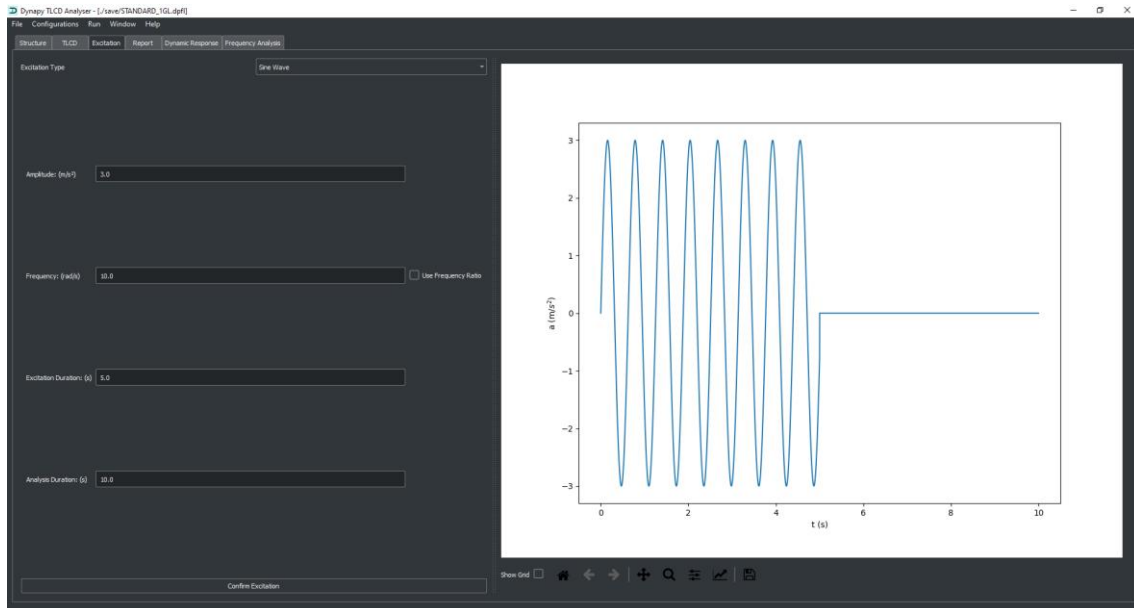 Dynapy TLCD Analyser - [./save/STANDARD_1GL.dpfl]
File Configurations Run Window Help
Structure TLCD Excitation Report Dynamic Response Frequency Analysis
Excitation Type Sine Wave
Amplitude: (m/s²) 3.0
Frequency: (rad/s) 10.0 Use Frequency Ratio
Excitation Duration: (s) 5.0
Analysis Duration: (s) 10.0
Confirm Excitation
3
2
1
0
−1
−2
−3
a (m/s²)
0 2 4 6 8 10
t (s)
Show Grid